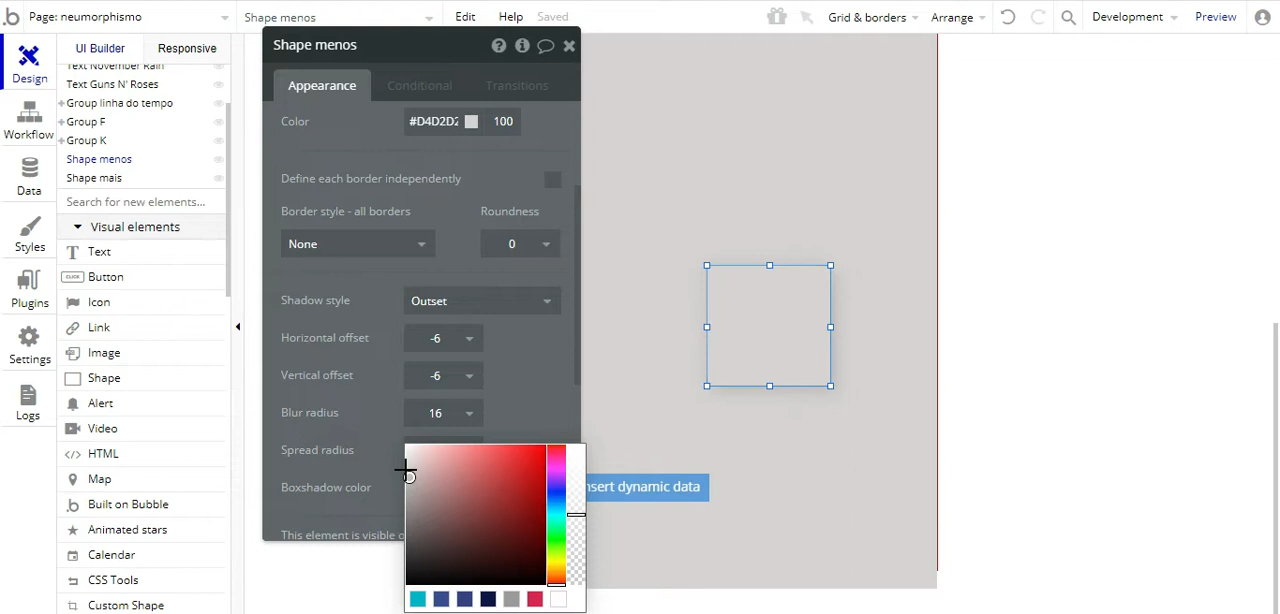 .b Page: neumorphismo Shape menos Edit Help Saved Grid & borders Arrange Development Preview
UI Builder Responsive
Design
Workflow
Data
Styles
Plugins
Settings
Logs
Text November Rain
Text Guns N' Roses
+Group linha do tempo
+Group F
+Group K
Shape menos
Shape mais
Search for new elements...
Visual elements
Text
CLICK Button
Icon
Link
Image
Shape
Alert
Video
</> HTML
Map
.b Built on Bubble
Animated stars
Calendar
CSS Tools
Custom Shape
Shape menos
Appearance Conditional Transitions
Color #D4D2D2 100
Define each border independently
Border style - all borders Roundness
None 0
Shadow style Outset
Horizontal offset -6
Vertical offset -6
Blur radius 16
Spread radius
Boxshadow color
This element is visible
nsert dynamic data